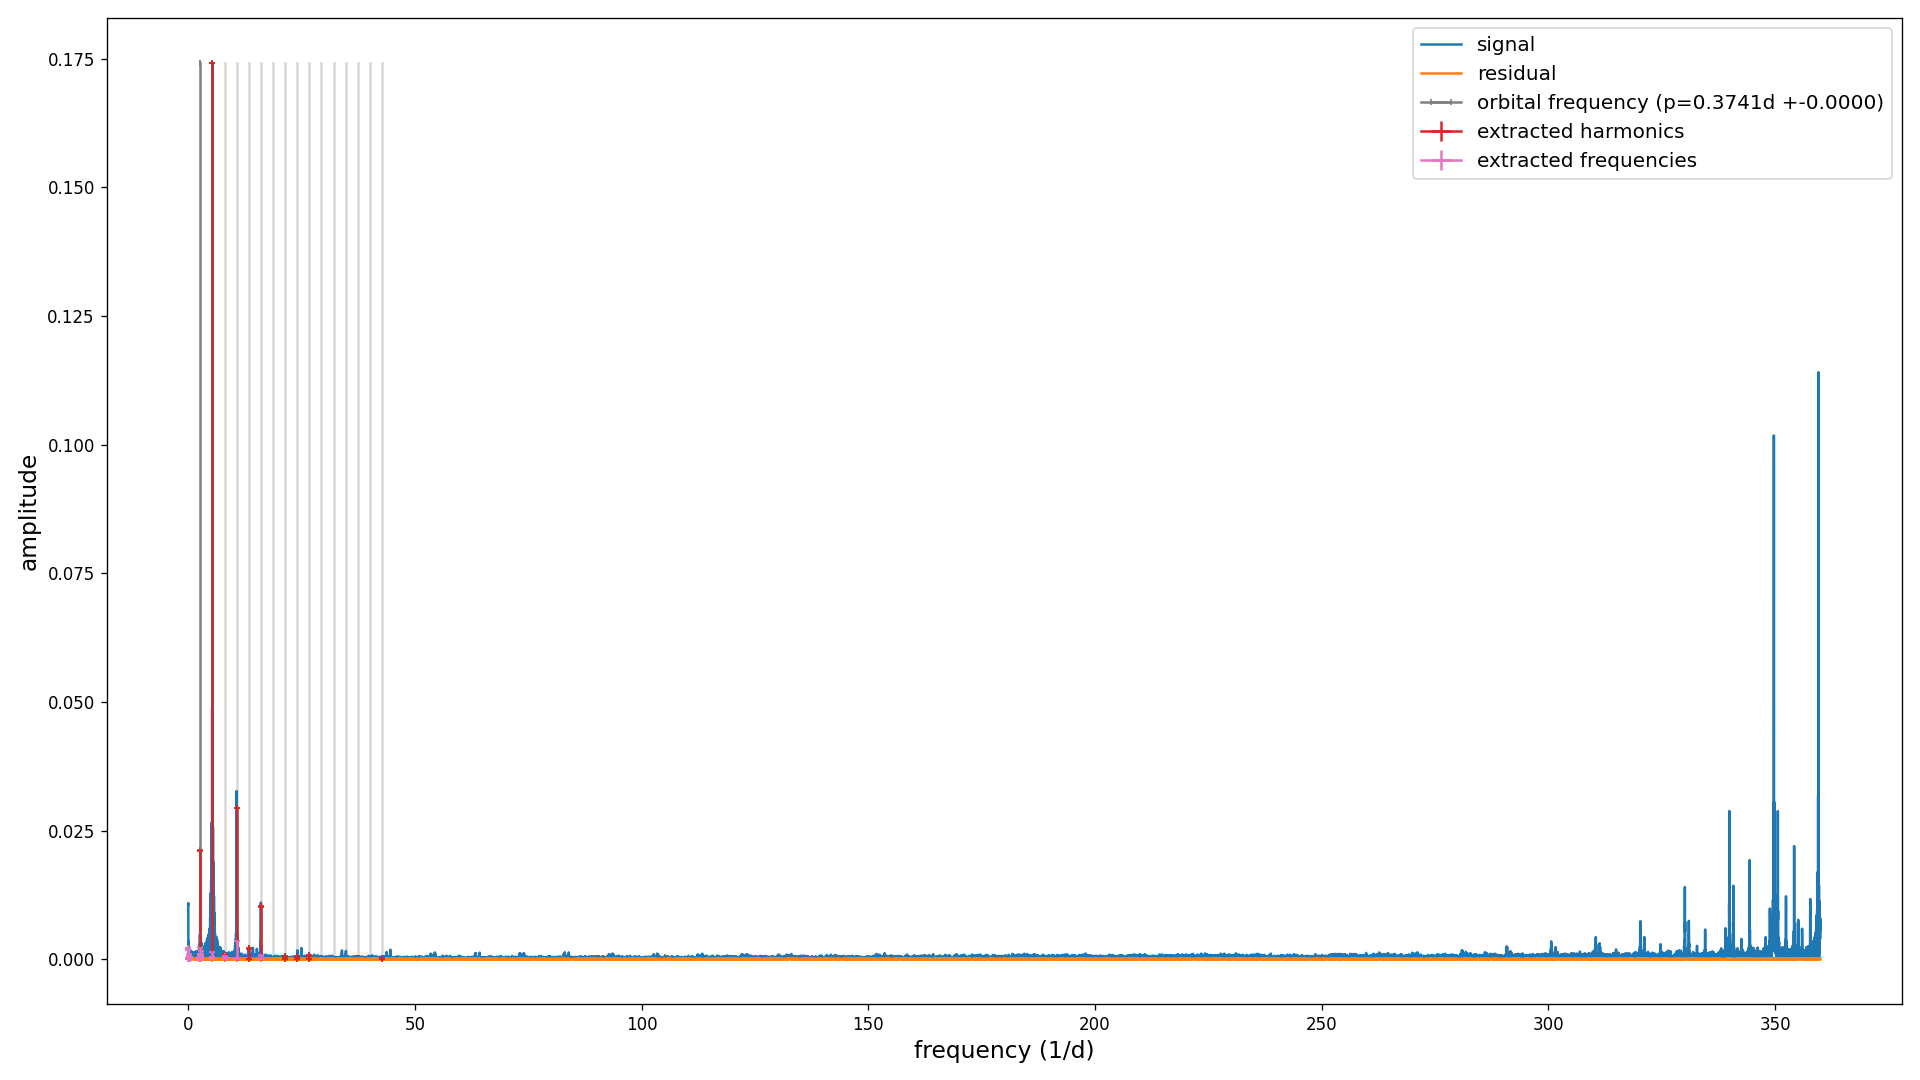 signal
residual
orbital frequency (p=0.3741d +-0.0000)
extracted harmonics
extracted frequencies
amplitude
0.175
0.150
0.125
0.100
0.075
0.050
0.025
0.000
0 50 100 150 200 250 300 350
frequency (1/d)